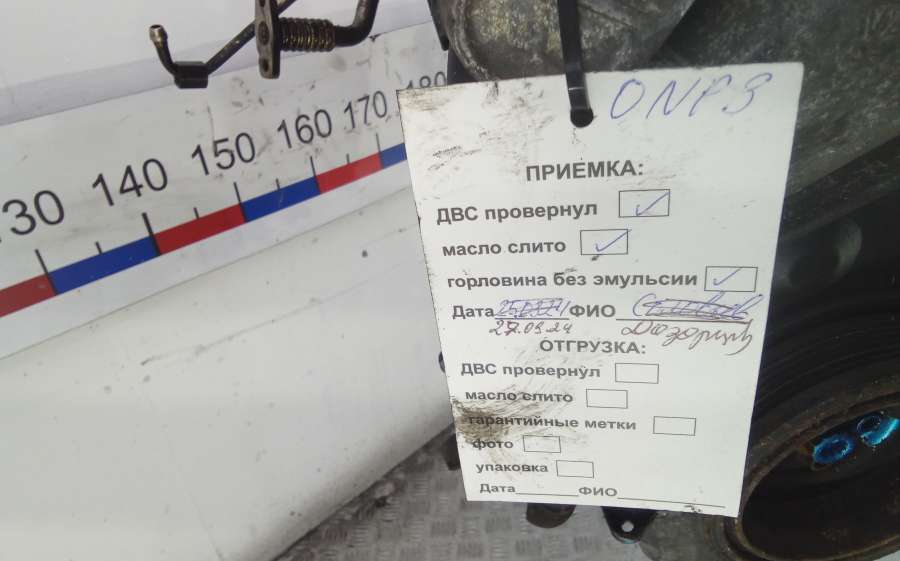 130 140 150 160 170 180
ONP3
ПРИЕМКА:
ДВС провернул
масло слито
горловина без эмульсии
Дата ФИО
27.09.24
ОТГРУЗКА:
ДВС провернул
масло слито
гарантийные метки
фото
упаковка
Дата ФИО